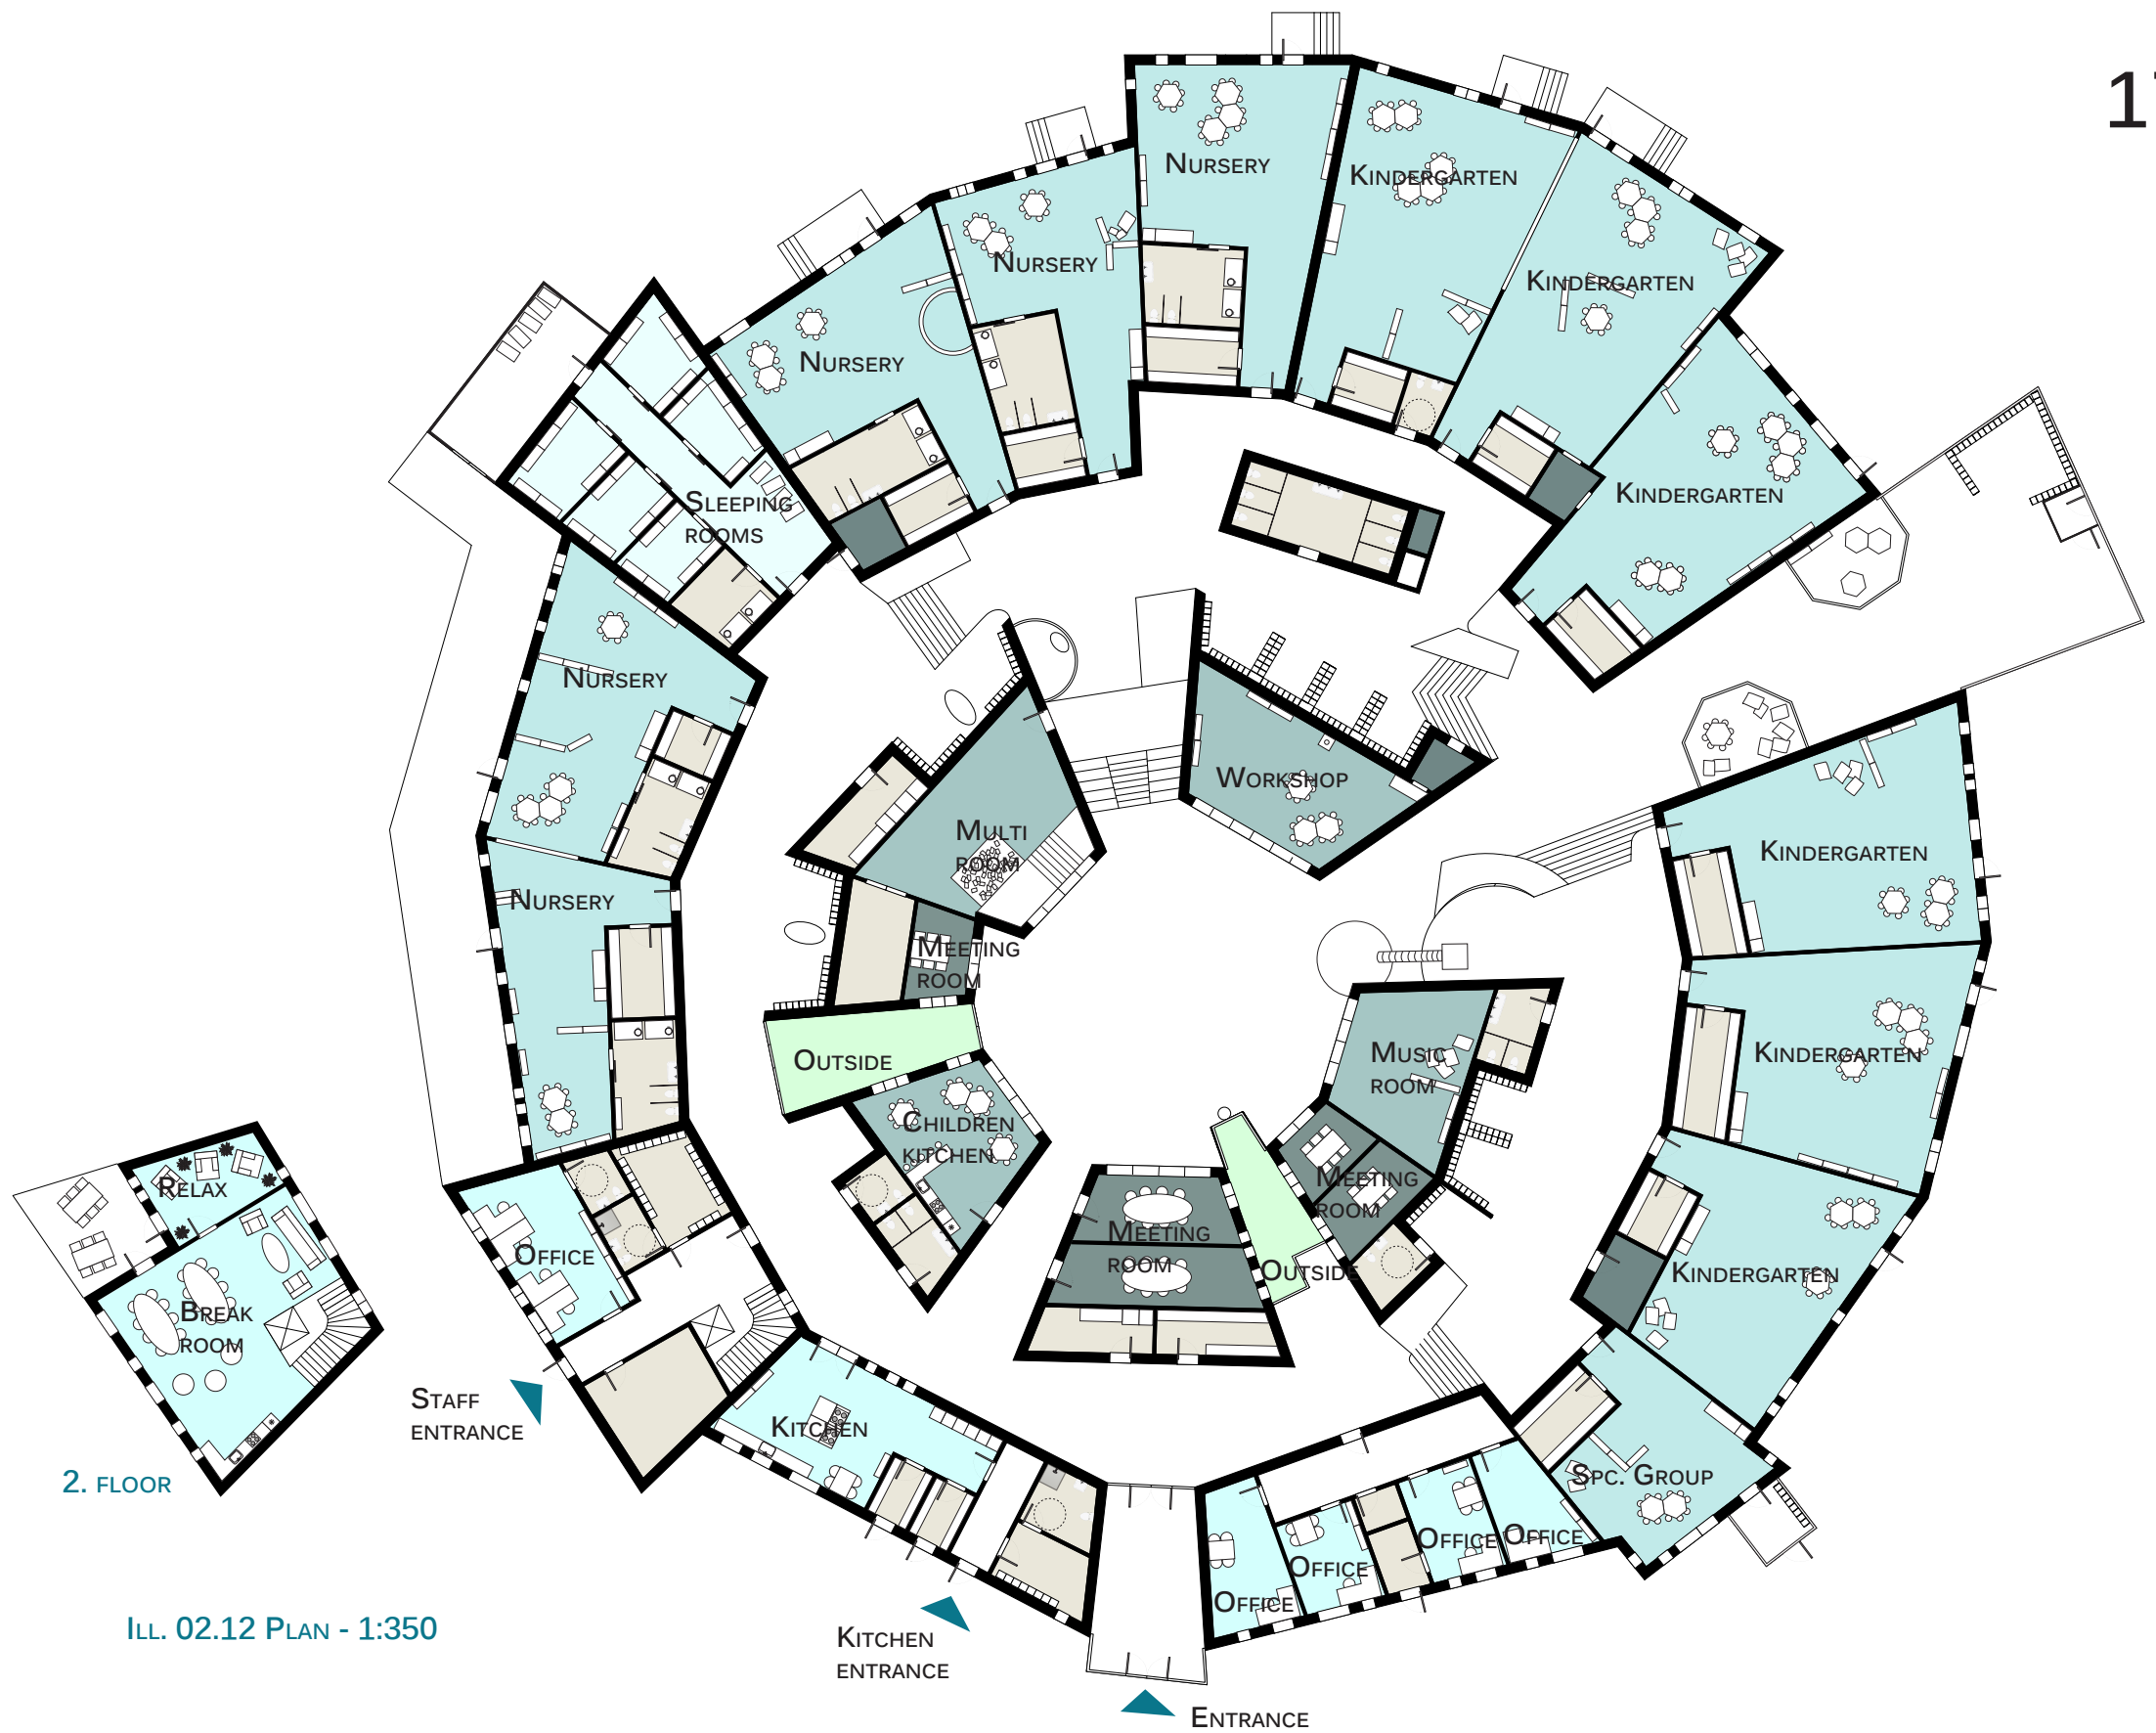 17
Nursery
Kindergarten
Nursery
Kindergarten
Nursery
Kindergarten
Sleeping
rooms
Nursery
Workshop
Multi
room
Kindergarten
Nursery
Meeting
room
Outside
Music
room
Kindergarten
Children
kitchen
Relax
Meeting
room
Meeting
room
Office
Outside
Kindergarten
Break
room
Staff
entrance
Kitchen
2. floor
Spc. Group
Office
Office
Office
Office
Ill. 02.12 Plan - 1:350
Kitchen
entrance
Entrance